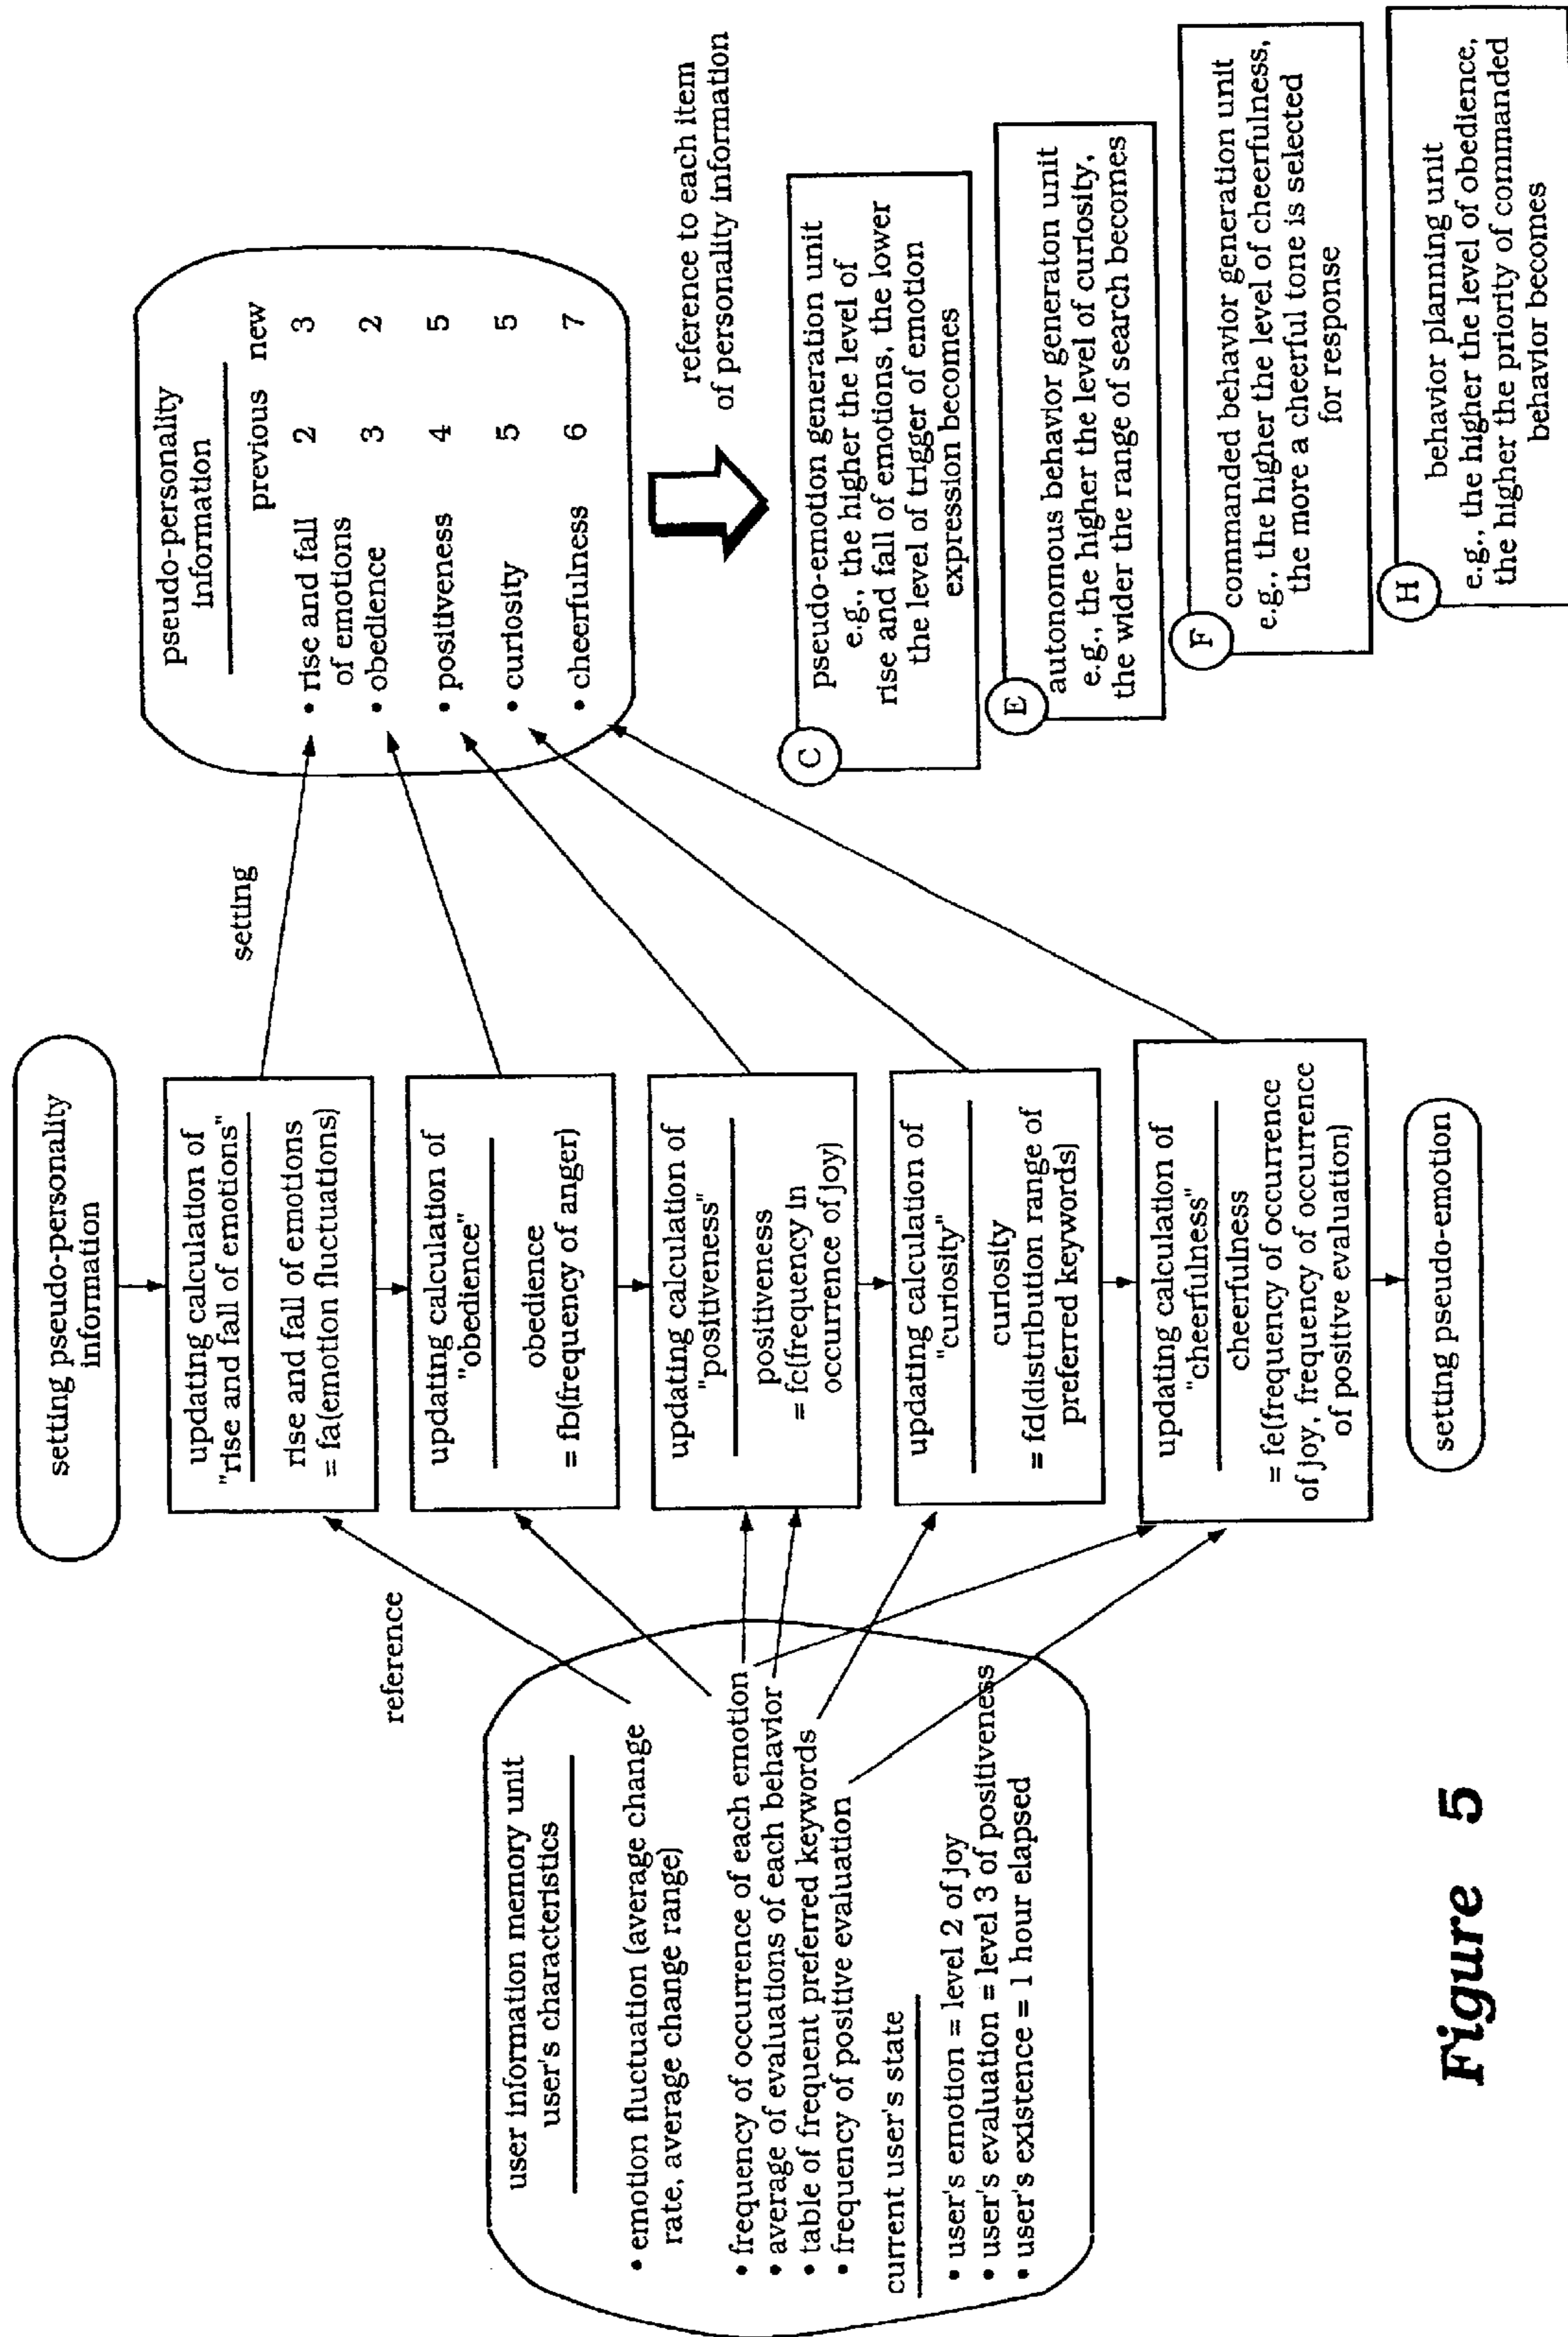 setting pseudo-personality
information
updating calculation of
"rise and fall of emotions"
rise and fall of emotions
= fa(emotion fluctuations)
updating calculation of
"obedience"
obedience
= fb(frequency of anger)
updating calculation of
"positiveness"
positiveness
= fc(frequency in
occurrence of joy)
updating calculation of
"curiosity"
curiosity
= fd(distribution range of
preferred keywords)
updating calculation of
"cheerfulness"
cheerfulness
= fe(frequency of occurrence
of joy, frequency of occurrence
of positive evaluation)
setting pseudo-emotion
reference
setting
user information memory unit
user's characteristics
• emotion fluctuation (average change
rate, average change range)
• frequency of occurrence of each emotion
• average of evaluations of each behavior
• table of frequent preferred keywords
• frequency of positive evaluation
current user's state
• user's emotion = level 2 of joy
• user's evaluation = level 3 of positiveness
• user's existence = 1 hour elapsed
pseudo-personality
information
previous new
• rise and fall 2 3
of emotions
• obedience 3 2
• positiveness 4 5
• curiosity 5 5
• cheerfulness 6 7
reference to each item
of personality information
C
pseudo-emotion generation unit
e.g., the higher the level of
rise and fall of emotions, the lower
the level of trigger of emotion
expression becomes
E
autonomous behavior generaton unit
e.g., the higher the level of curiosity,
the wider the range of search becomes
F
commanded behavior generation unit
e.g., the higher the level of cheerfulness,
the more a cheerful tone is selected
for response
H
behavior planning unit
e.g., the higher the level of obedience,
the higher the priority of commanded
behavior becomes
Figure 5